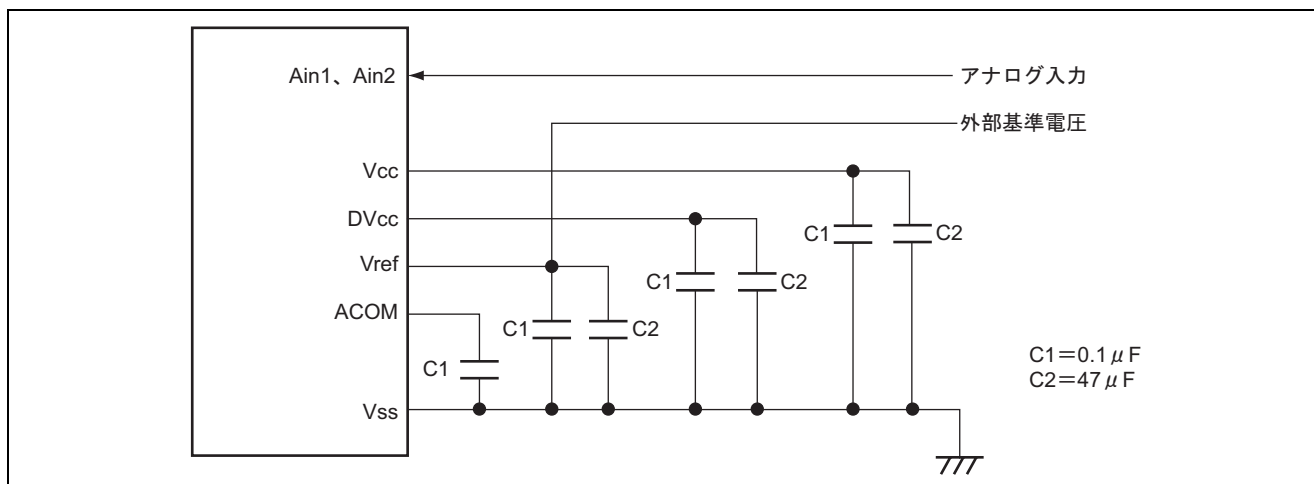 Ain1、Ain2
アナログ入力
外部基準電圧
Vcc
DVcc
C1
C2
Vref
C1
C2
ACOM
C1
C2
C1
C1＝0.1μF
C2＝47μF
Vss